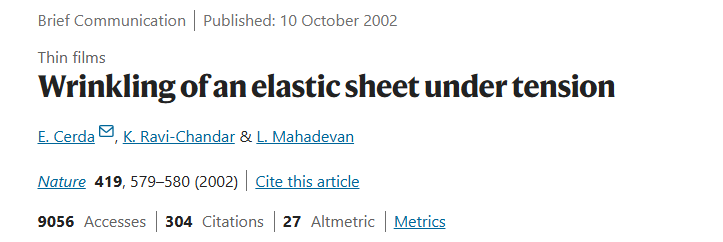 Brief Communication | Published: 10 October 2002
Thin films
Wrinkling of an elastic sheet under tension
E. Cerda, K. Ravi-Chandar & L. Mahadevan
Nature 419, 579–580 (2002) | Cite this article
9056 Accesses | 304 Citations | 27 Altmetric | Metrics